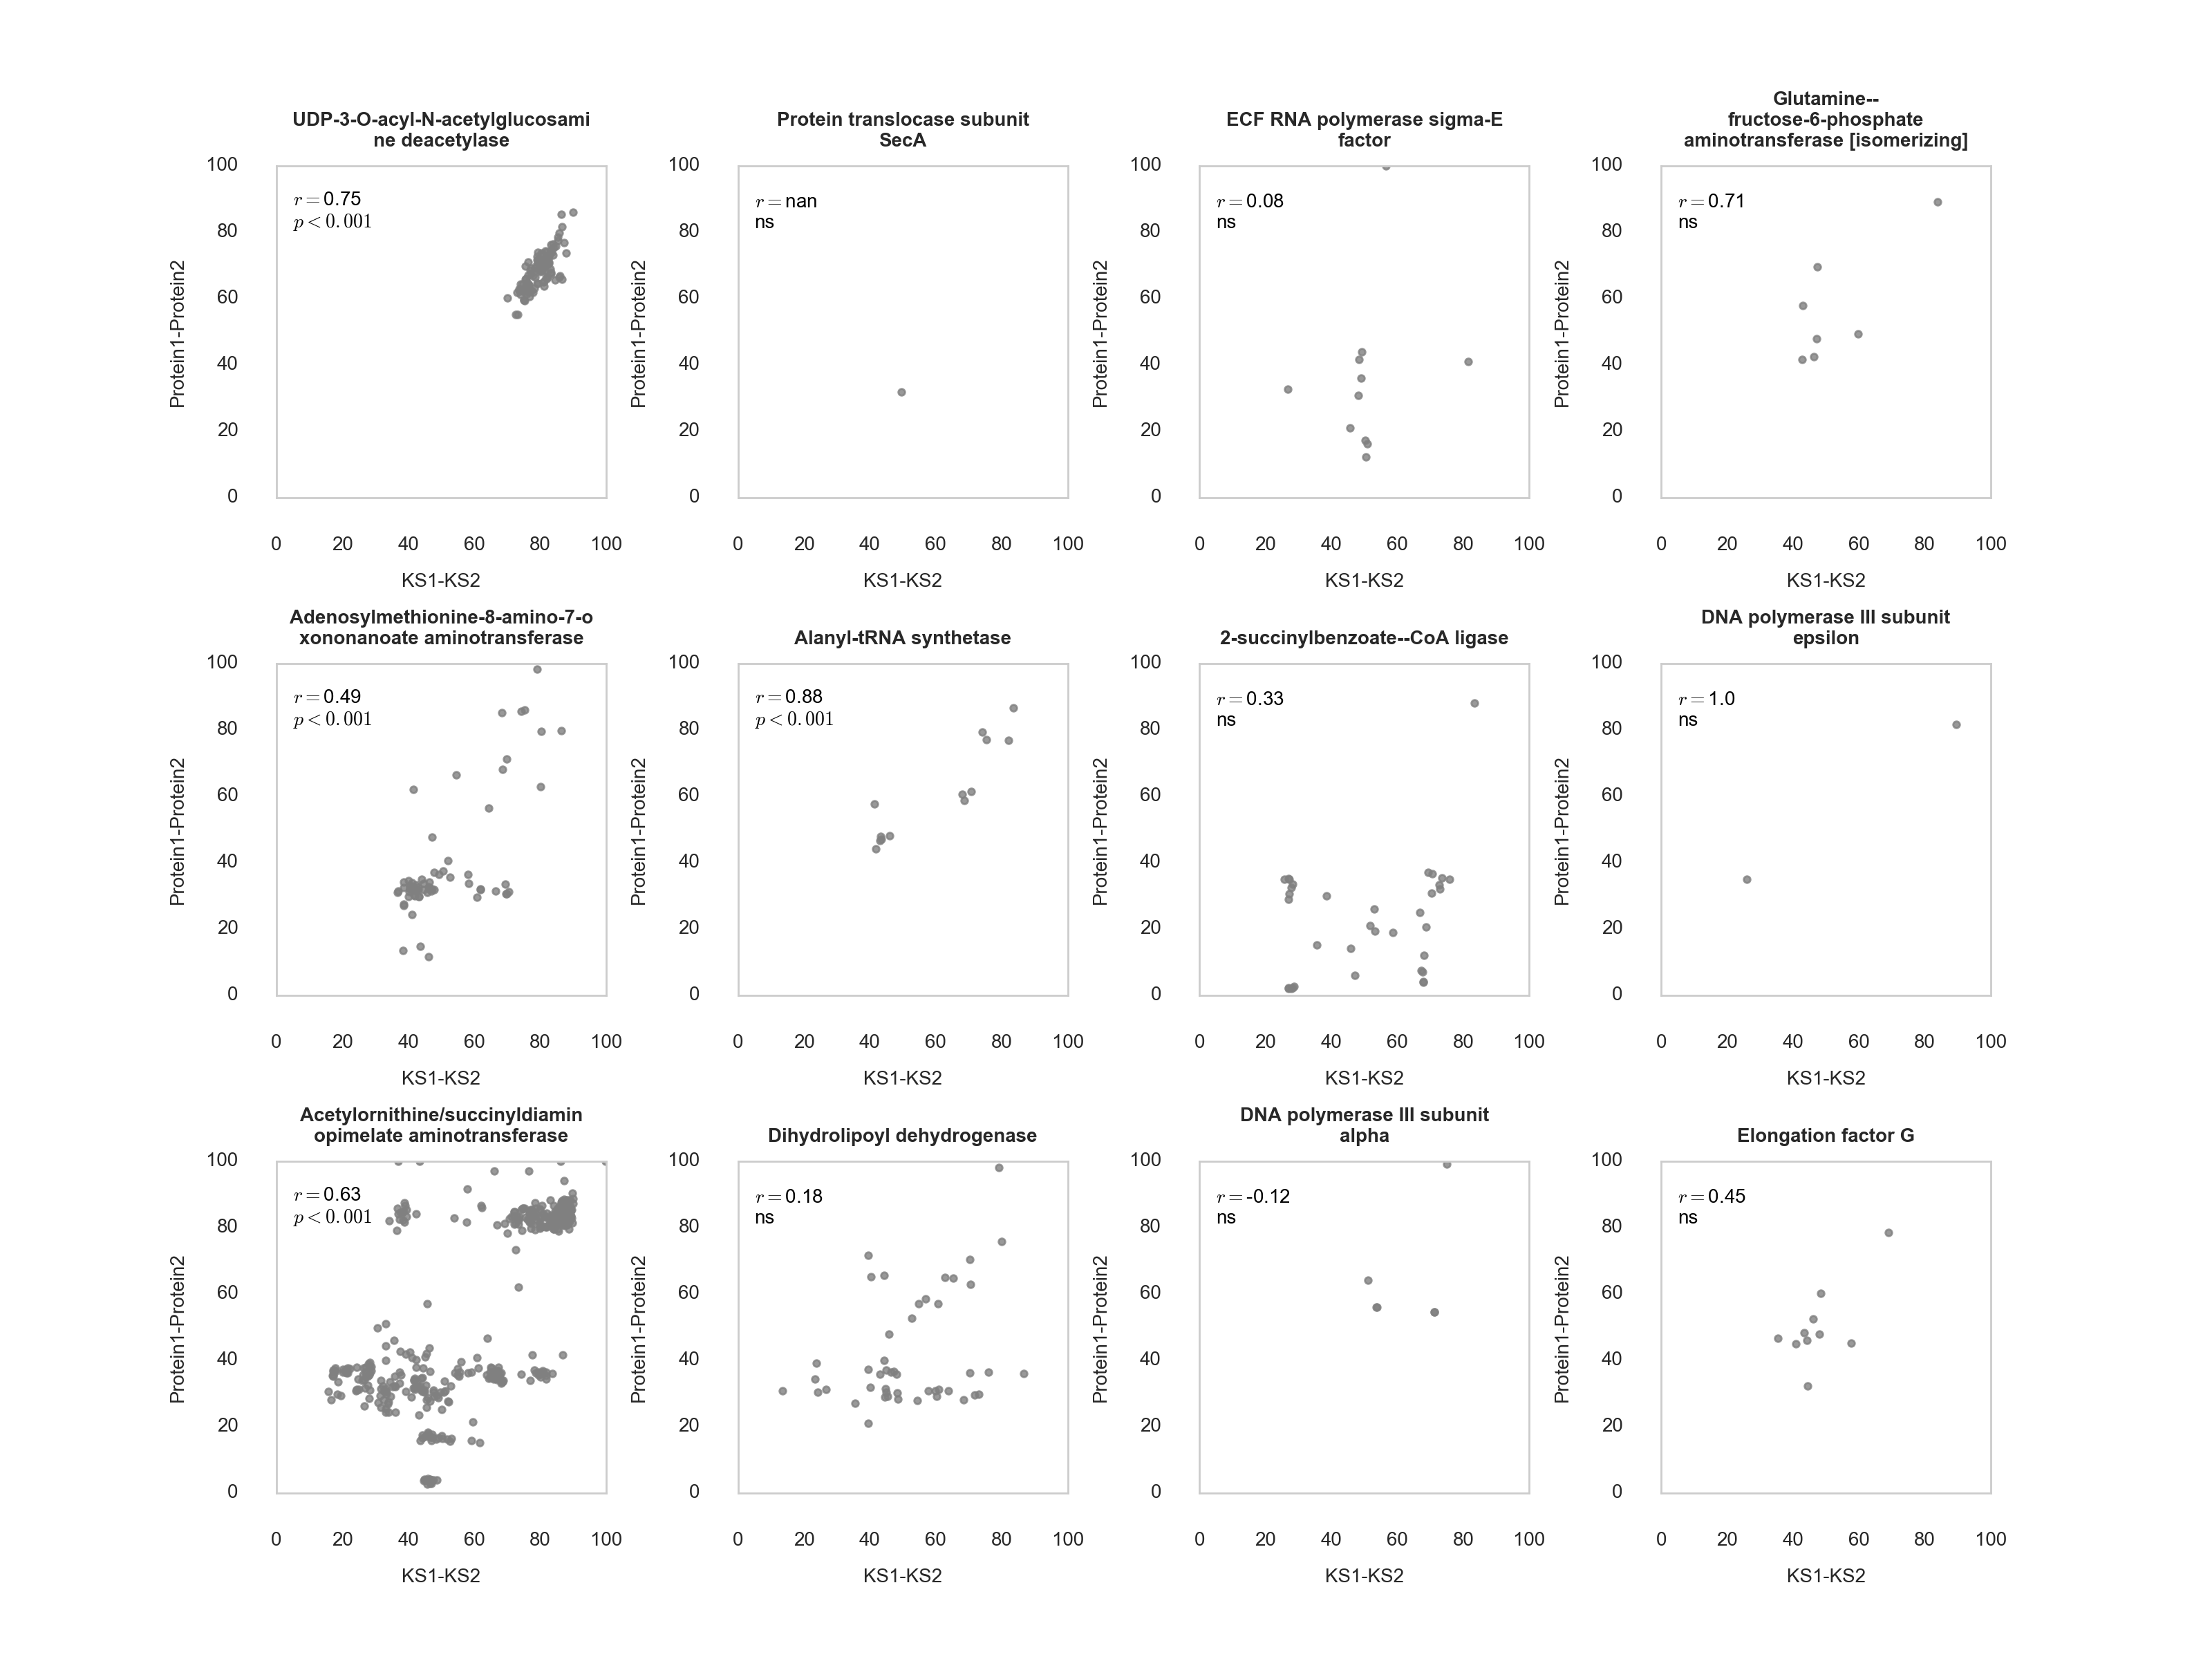 UDP-3-O-acyl-N-acetylglucosami
ne deacetylase
r = 0.75
p < 0.001
100
80
60
40
20
0
Protein1-Protein2
0 20 40 60 80 100
KS1-KS2
Protein translocase subunit
SecA
r = nan
ns
100
80
60
40
20
0
Protein1-Protein2
0 20 40 60 80 100
KS1-KS2
ECF RNA polymerase sigma-E
factor
r = 0.08
ns
100
80
60
40
20
0
Protein1-Protein2
0 20 40 60 80 100
KS1-KS2
Glutamine--
fructose-6-phosphate
aminotransferase [isomerizing]
r = 0.71
ns
100
80
60
40
20
0
Protein1-Protein2
0 20 40 60 80 100
KS1-KS2
Adenosylmethionine-8-amino-7-o
xononanoate aminotransferase
r = 0.49
p < 0.001
100
80
60
40
20
0
Protein1-Protein2
0 20 40 60 80 100
KS1-KS2
Alanyl-tRNA synthetase
r = 0.88
p < 0.001
100
80
60
40
20
0
Protein1-Protein2
0 20 40 60 80 100
KS1-KS2
2-succinylbenzoate--CoA ligase
r = 0.33
ns
100
80
60
40
20
0
Protein1-Protein2
0 20 40 60 80 100
KS1-KS2
DNA polymerase III subunit
epsilon
r = 1.0
ns
100
80
60
40
20
0
Protein1-Protein2
0 20 40 60 80 100
KS1-KS2
Acetylornithine/succinyldiamin
opimelate aminotransferase
r = 0.63
p < 0.001
100
80
60
40
20
0
Protein1-Protein2
0 20 40 60 80 100
KS1-KS2
Dihydrolipoyl dehydrogenase
r = 0.18
ns
100
80
60
40
20
0
Protein1-Protein2
0 20 40 60 80 100
KS1-KS2
DNA polymerase III subunit
alpha
r = -0.12
ns
100
80
60
40
20
0
Protein1-Protein2
0 20 40 60 80 100
KS1-KS2
Elongation factor G
r = 0.45
ns
100
80
60
40
20
0
Protein1-Protein2
0 20 40 60 80 100
KS1-KS2